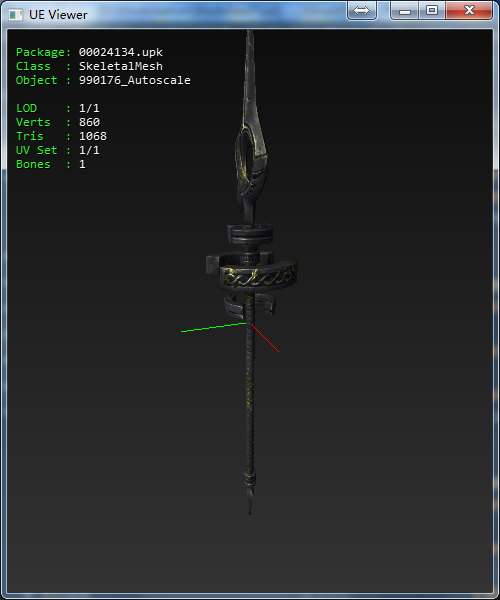 UE Viewer
Package: 00024134.upk
Class : SkeletalMesh
Object : 990176_Autoscale
LOD : 1/1
Verts : 860
Tris : 1068
UV Set : 1/1
Bones : 1